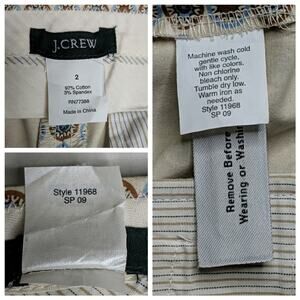 J.CREW
2
97% Cotton
3% Spandex
RN77388
Made in China
Machine wash cold
gentle cycle,
with like colors.
Non chlorine
bleach only.
Tumble dry low.
Warm iron as
needed.
Style 11968
SP 09
Remove Before
Wearing or Washing
Style 11968
SP 09